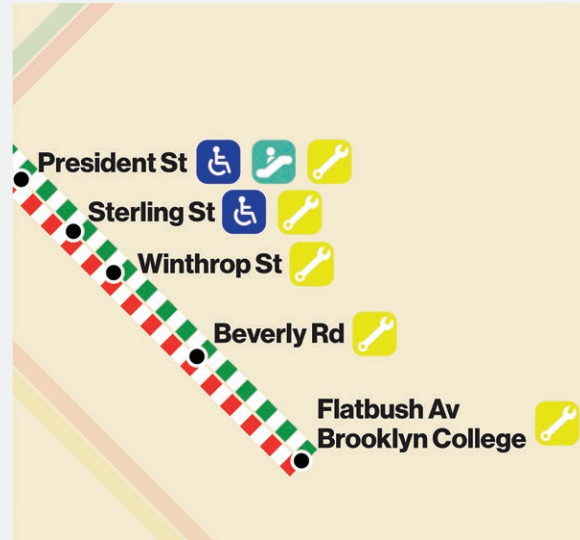 President St
Sterling St
Winthrop St
Beverly Rd
Flatbush Av
Brooklyn College